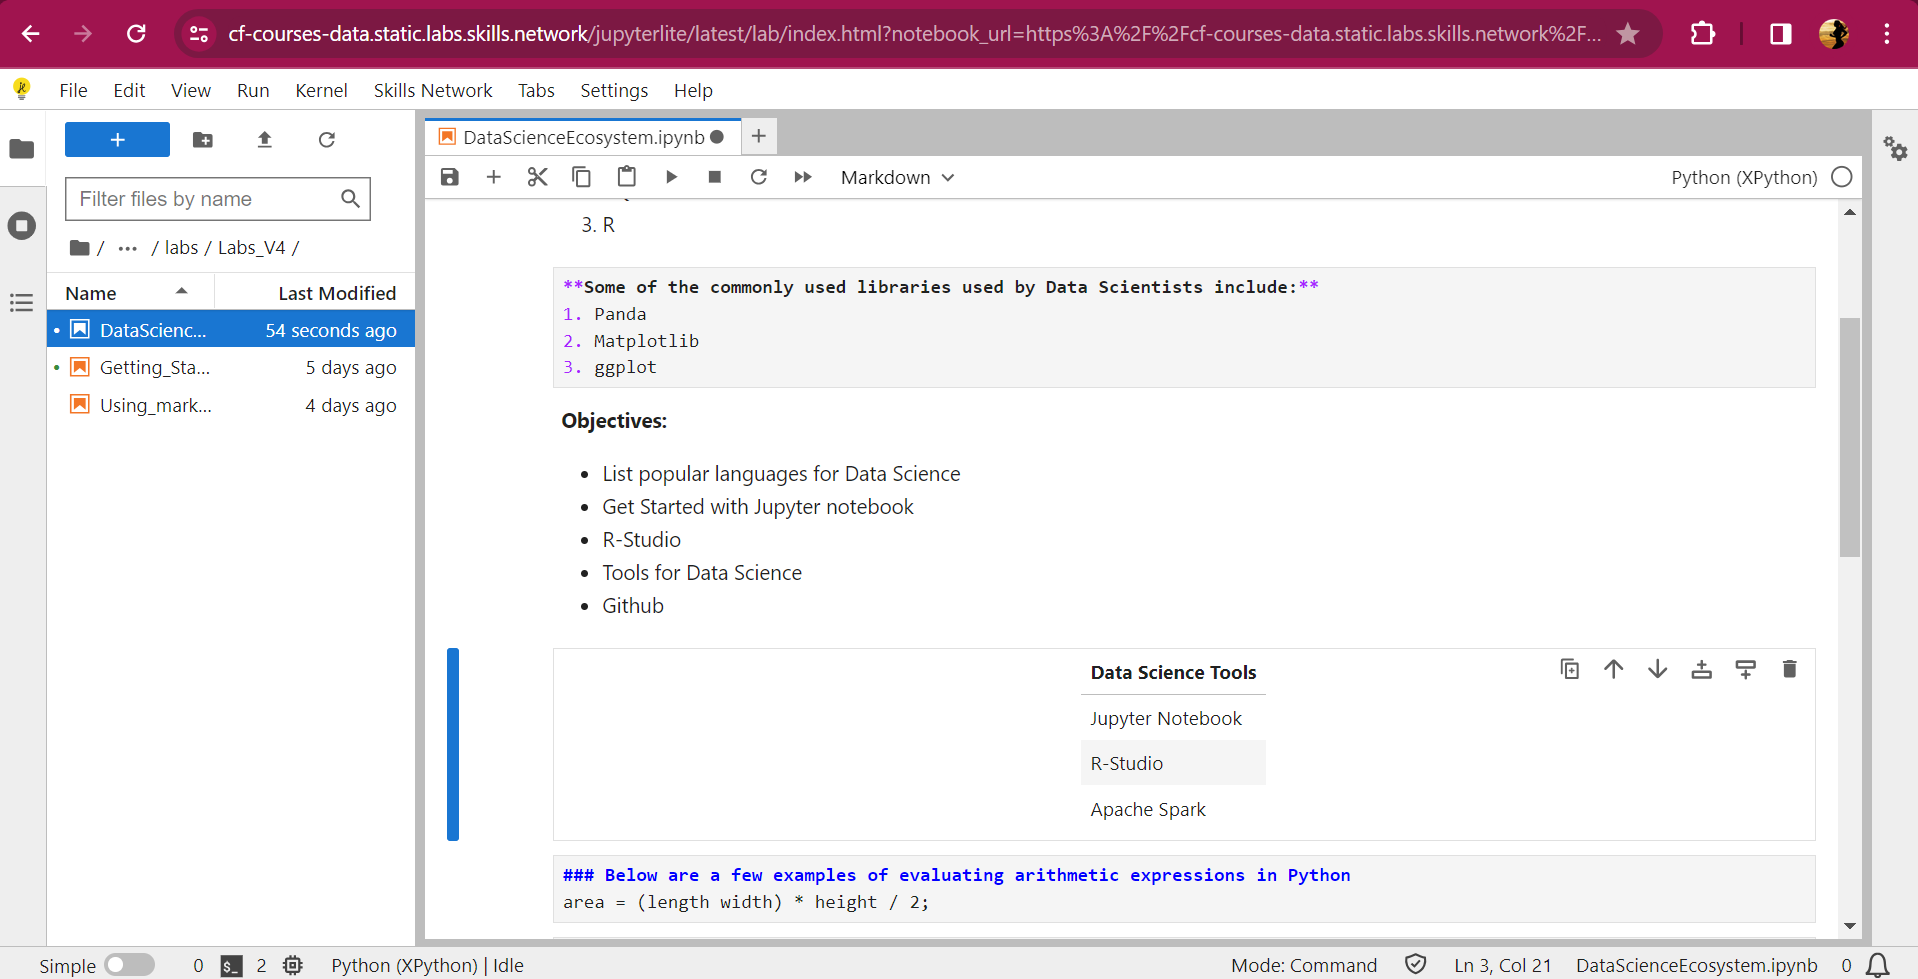 cf-courses-data.static.labs.skills.network/jupyterlite/latest/lab/index.html?notebook_url=https%3A%2F%2Fcf-courses-data.static.labs.skills.network%2F...
File Edit View Run Kernel Skills Network Tabs Settings Help
+
DataScienceEcosystem.ipynb
Filter files by name
Markdown
Python (XPython)
/ ··· / labs / Labs_V4 /
Name Last Modified
DataScienc... 54 seconds ago
Getting_Sta... 5 days ago
Using_mark... 4 days ago
3. R
**Some of the commonly used libraries used by Data Scientists include:**
1. Panda
2. Matplotlib
3. ggplot
Objectives:
• List popular languages for Data Science
• Get Started with Jupyter notebook
• R-Studio
• Tools for Data Science
• Github
Data Science Tools
Jupyter Notebook
R-Studio
Apache Spark
### Below are a few examples of evaluating arithmetic expressions in Python
area = (length width) * height / 2;
Simple 0 $_ 2 Python (XPython) | Idle Mode: Command Ln 3, Col 21 DataScienceEcosystem.ipynb 0